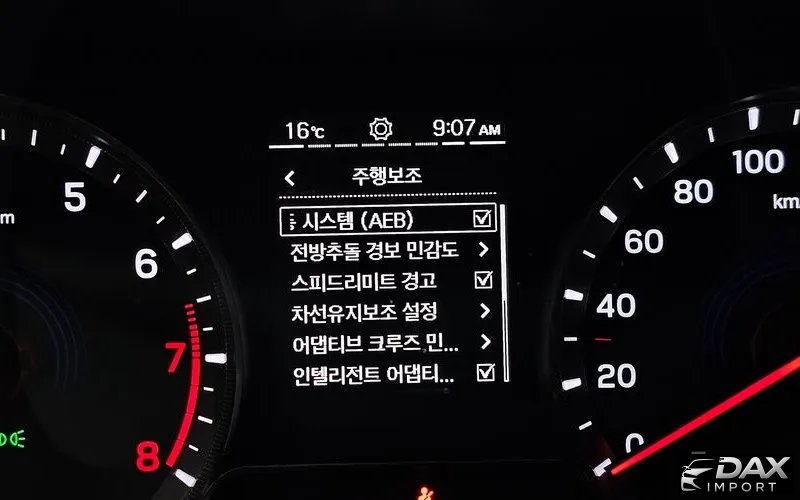 16°C 9:07 AM
주행보조
시스템 (AEB)
전방추돌 경보 민감도
스피드리미트 경고
차선유지보조 설정
어댑티브 크루즈 민...
인텔리전트 어댑티...
5
6
7
8
100
80
60
40
20
0
DAX
IMPORT